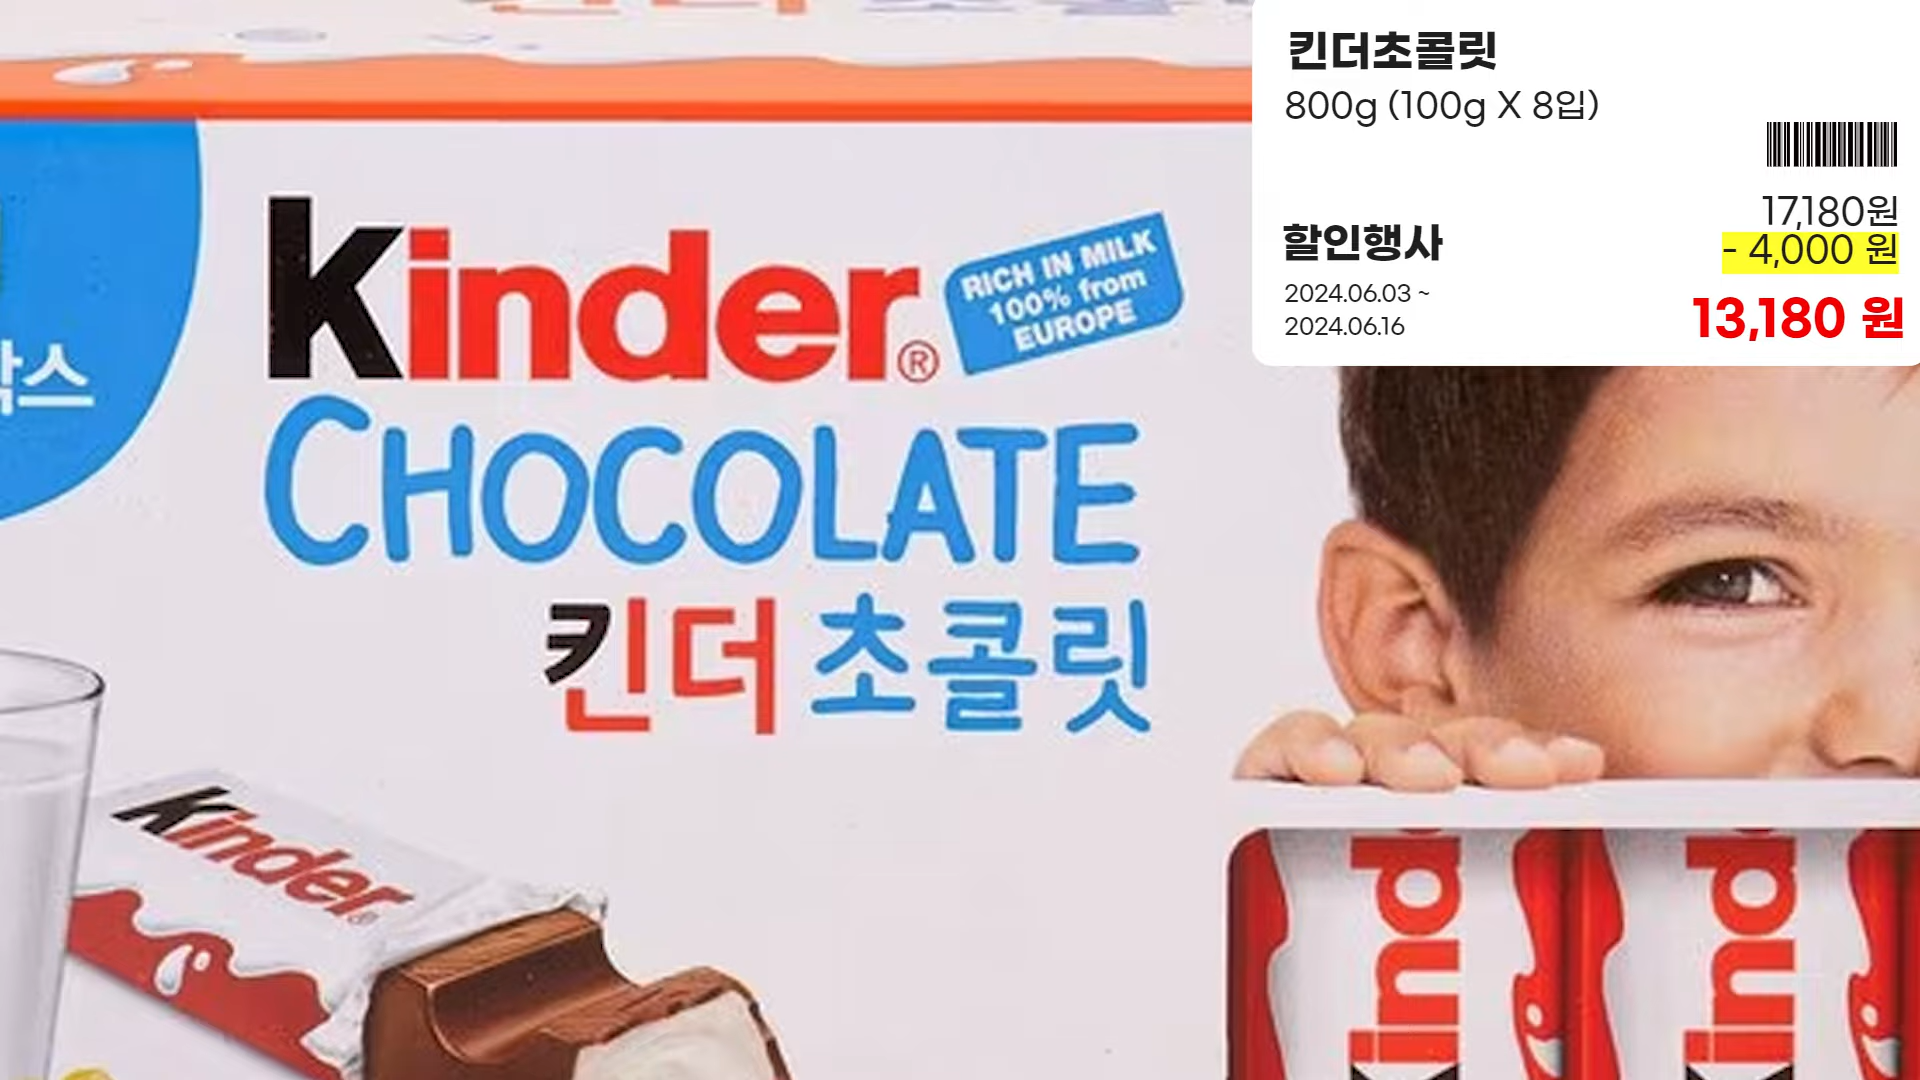 킨더초콜릿
800g (100g X 8입)
17,180원
할인행사
- 4,000 원
2024.06.03 ~
2024.06.16
13,180 원
Kinder®
RICH IN MILK
100% from
EUROPE
CHOCOLATE
킨더 초콜릿
Kinder®